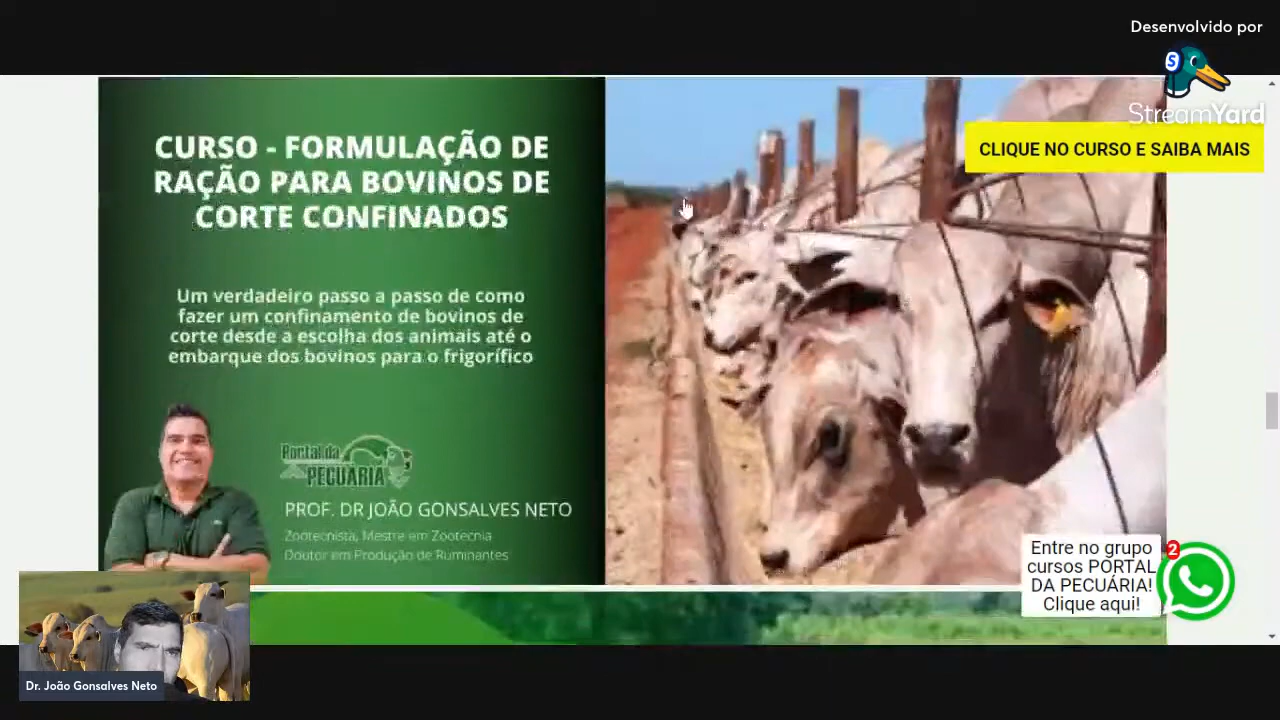 Desenvolvido por
StreamYard
CLIQUE NO CURSO E SAIBA MAIS
CURSO - FORMULAÇÃO DE
RAÇÃO PARA BOVINOS DE
CORTE CONFINADOS
Um verdadeiro passo a passo de como
fazer um confinamento de bovinos de
corte desde a escolha dos animais até o
embarque dos bovinos para o frigorífico
Portal da
PECUÁRIA
PROF. DR JOÃO GONSALVES NETO
Zootecnista, Mestre em Zootecnia
Doutor em Produção de Ruminantes
Entre no grupo
cursos PORTAL
DA PECUÁRIA!
Clique aqui!
2
Dr. João Gonsalves Neto